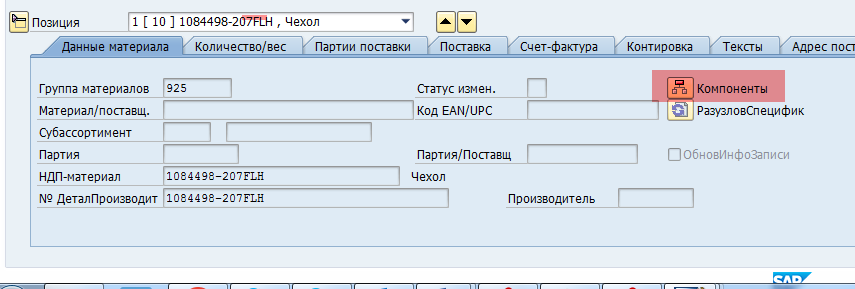 Позиция 1 [ 10 ] 1084498-207FLH , Чехол
Данные материала Количество/вес Партии поставки Поставка Счет-фактура Контировка Тексты Адрес пост
Группа материалов 925 Статус измен. Компоненты
Материал/поставщ. Код EAN/UPC РазузловСпецифик
Субассортимент
Партия Партия/Поставщ ОбновИнфоЗаписи
НДП-материал 1084498-207FLH Чехол
№ ДеталПроизводит 1084498-207FLH Производитель
SAP